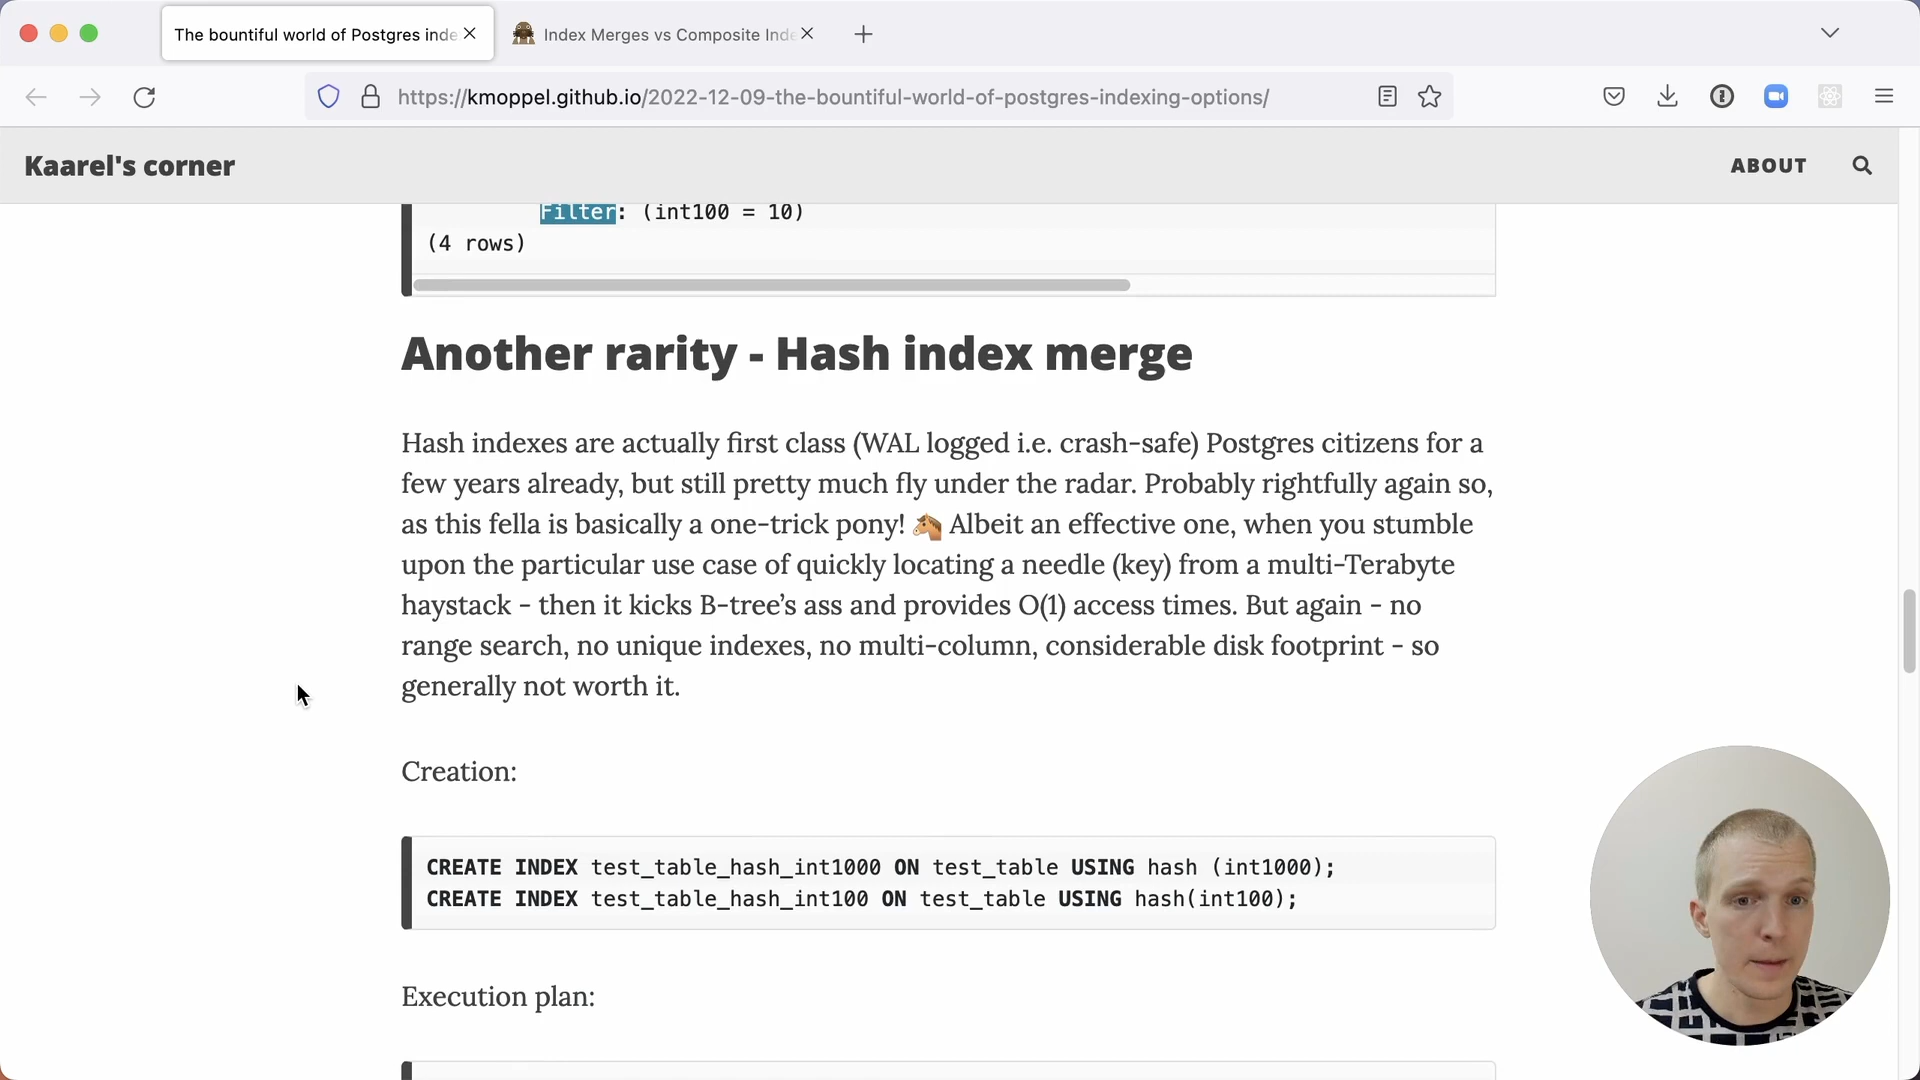 The bountiful world of Postgres inde
Index Merges vs Composite Inde
https://kmoppel.github.io/2022-12-09-the-bountiful-world-of-postgres-indexing-options/
Kaarel's corner
ABOUT
Filter: (int100 = 10)
(4 rows)
Another rarity - Hash index merge
Hash indexes are actually first class (WAL logged i.e. crash-safe) Postgres citizens for a
few years already, but still pretty much fly under the radar. Probably rightfully again so,
as this fella is basically a one-trick pony! 🐴 Albeit an effective one, when you stumble
upon the particular use case of quickly locating a needle (key) from a multi-Terabyte
haystack - then it kicks B-tree’s ass and provides O(1) access times. But again - no
range search, no unique indexes, no multi-column, considerable disk footprint - so
generally not worth it.
Creation:
CREATE INDEX test_table_hash_int1000 ON test_table USING hash (int1000);
CREATE INDEX test_table_hash_int100 ON test_table USING hash(int100);
Execution plan: